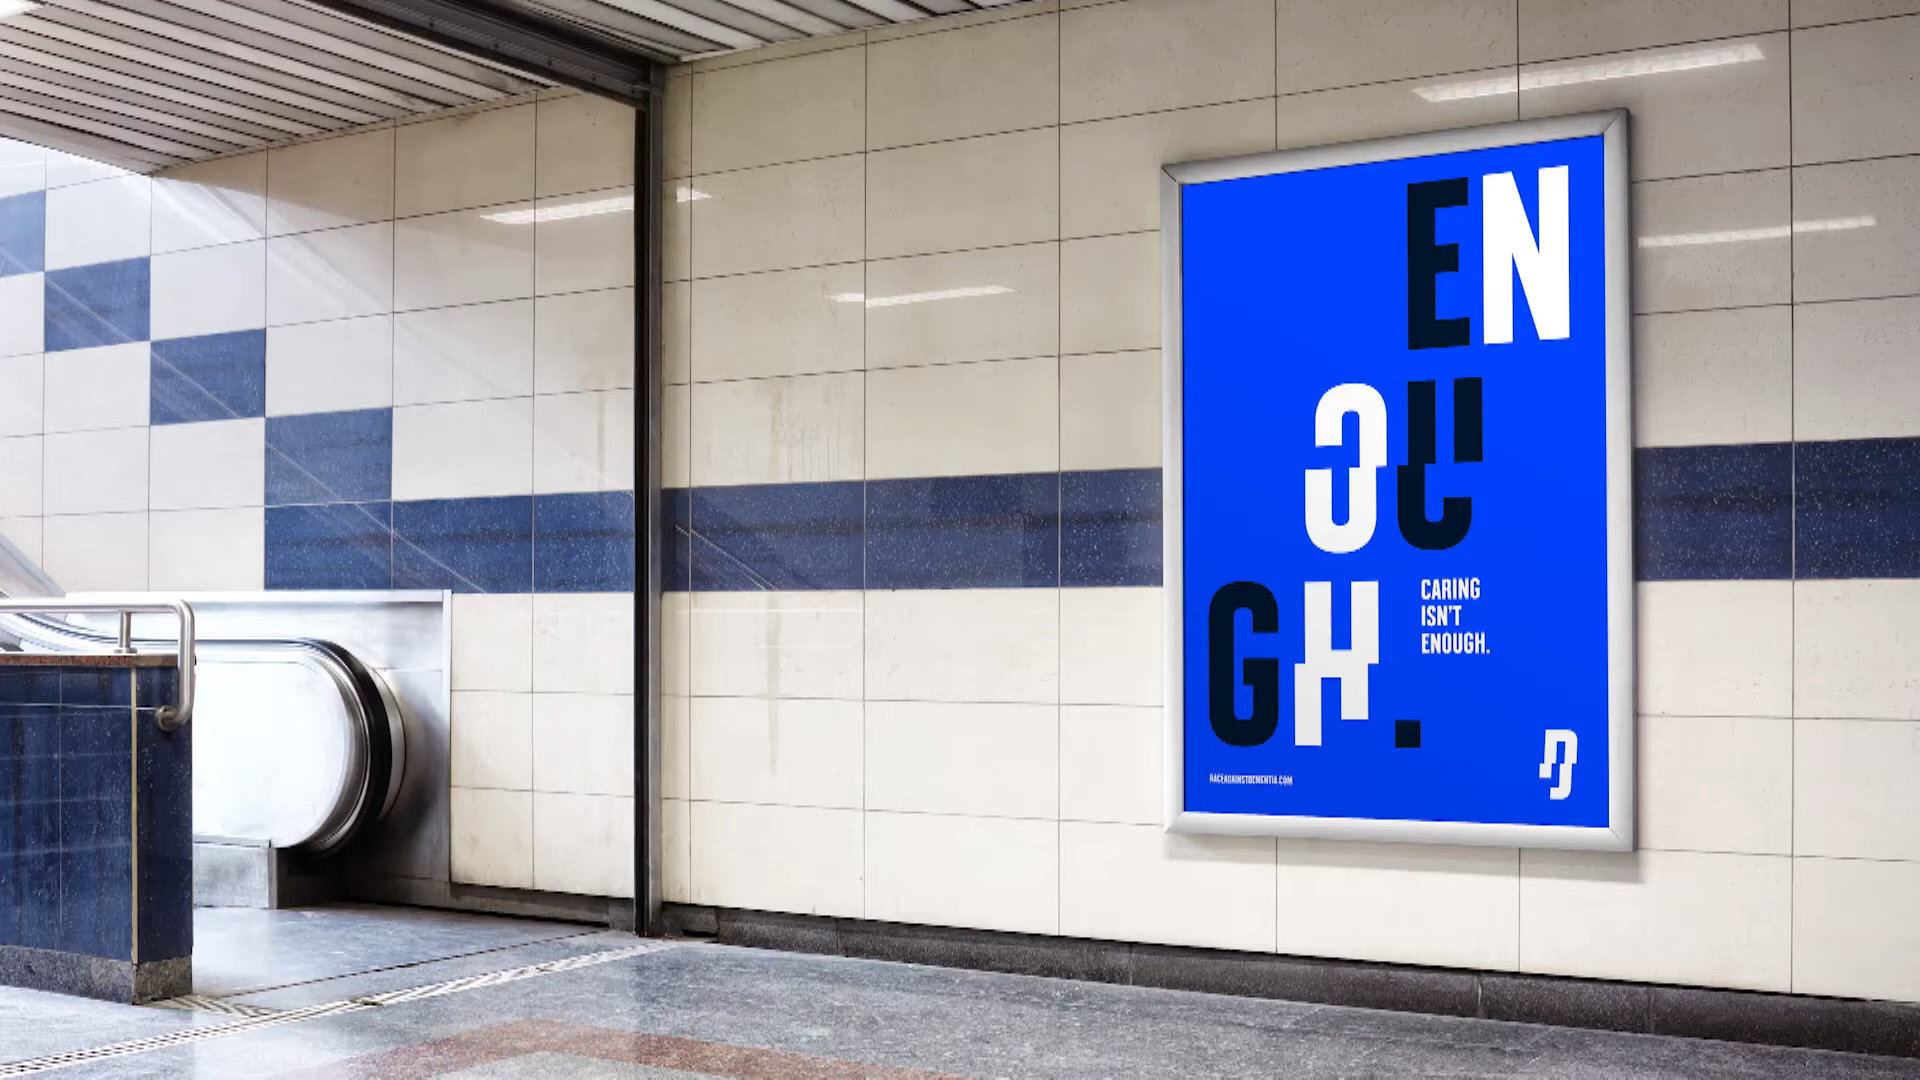 EN
OU
GH.
CARING
ISN'T
ENOUGH.
RACEAGAINSTDEMENTIA.COM